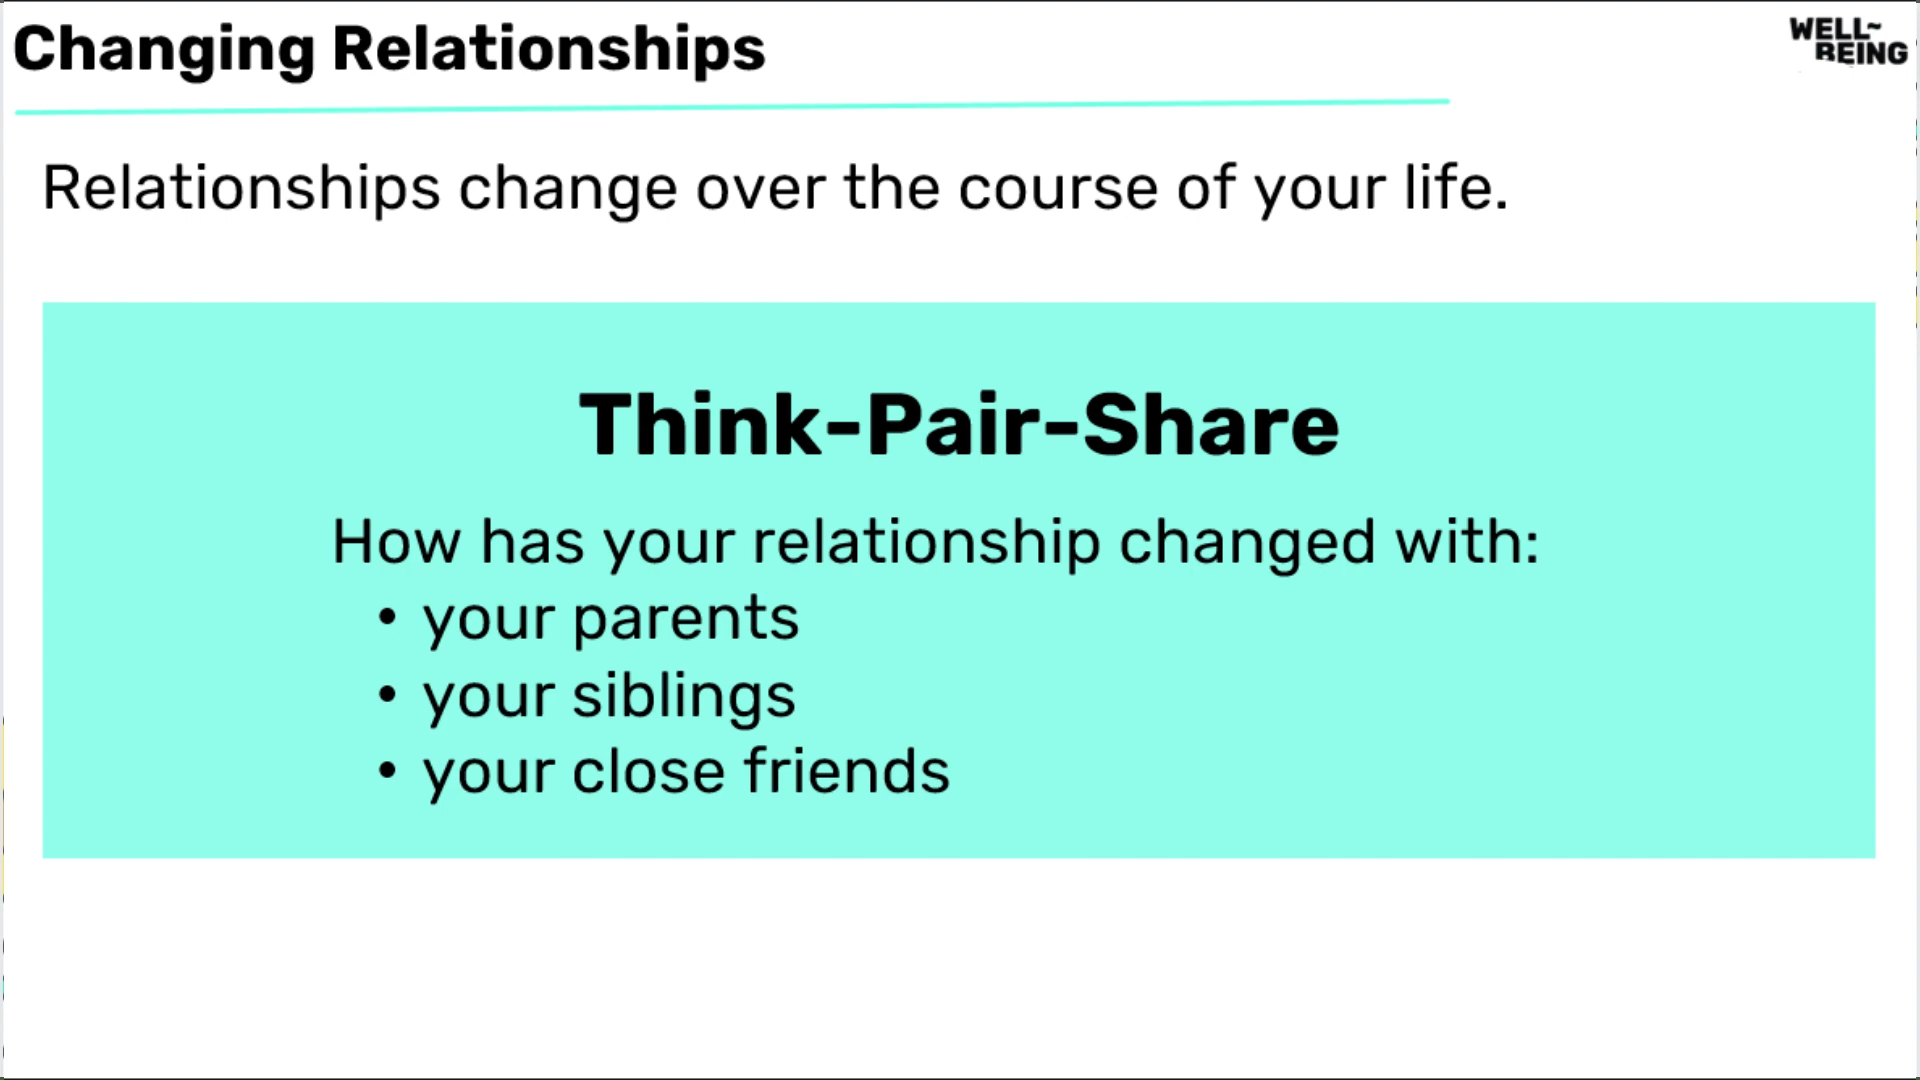 Changing Relationships
WELL~
BEING
Relationships change over the course of your life.
Think-Pair-Share
How has your relationship changed with:
• your parents
• your siblings
• your close friends